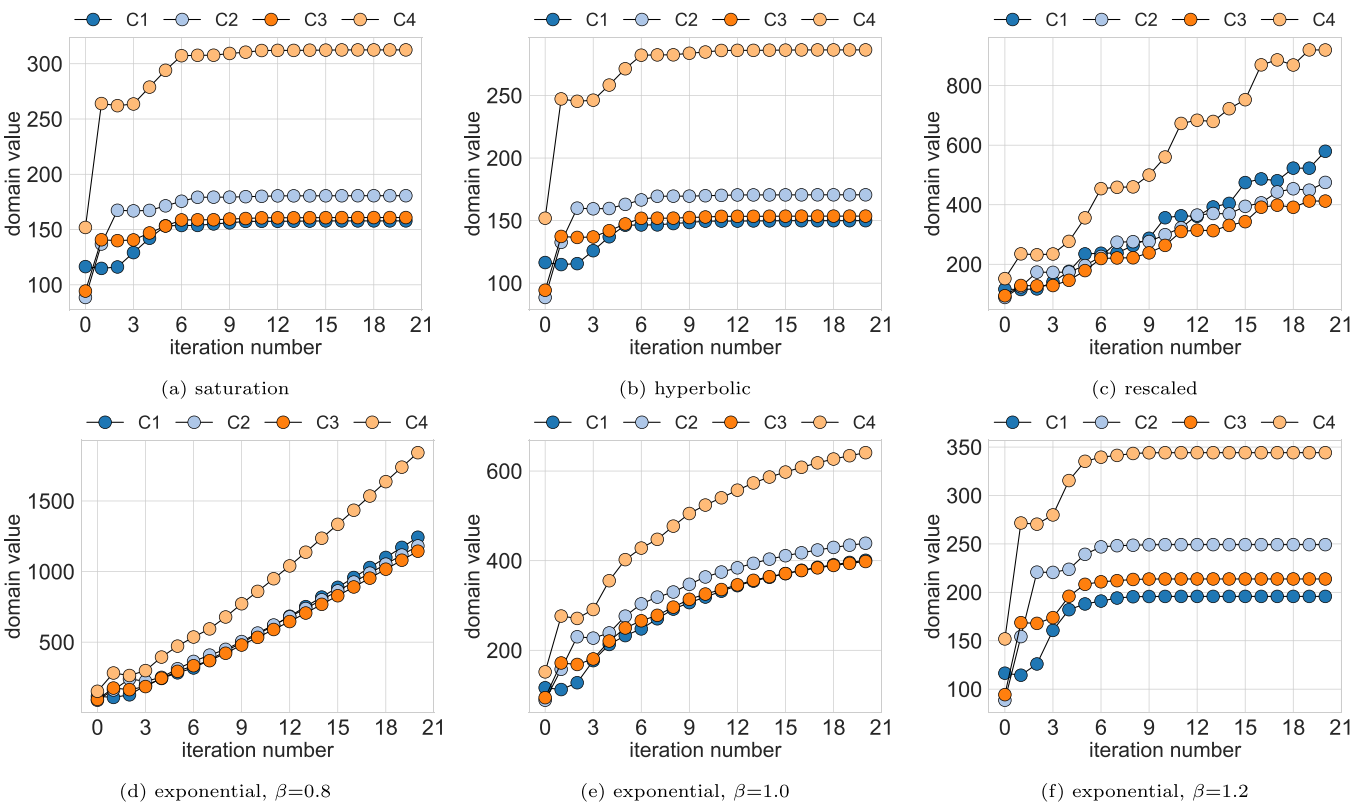 C1 C2 C3 C4
domain value
300
250
200
150
100
0 3 6 9 12 15 18 21
iteration number
(a) saturation
C1 C2 C3 C4
domain value
250
200
150
100
0 3 6 9 12 15 18 21
iteration number
(b) hyperbolic
C1 C2 C3 C4
domain value
800
600
400
200
0 3 6 9 12 15 18 21
iteration number
(c) rescaled
C1 C2 C3 C4
domain value
1500
1000
500
0 3 6 9 12 15 18 21
iteration number
(d) exponential, β=0.8
C1 C2 C3 C4
domain value
600
400
200
0 3 6 9 12 15 18 21
iteration number
(e) exponential, β=1.0
C1 C2 C3 C4
domain value
350
300
250
200
150
100
0 3 6 9 12 15 18 21
iteration number
(f) exponential, β=1.2